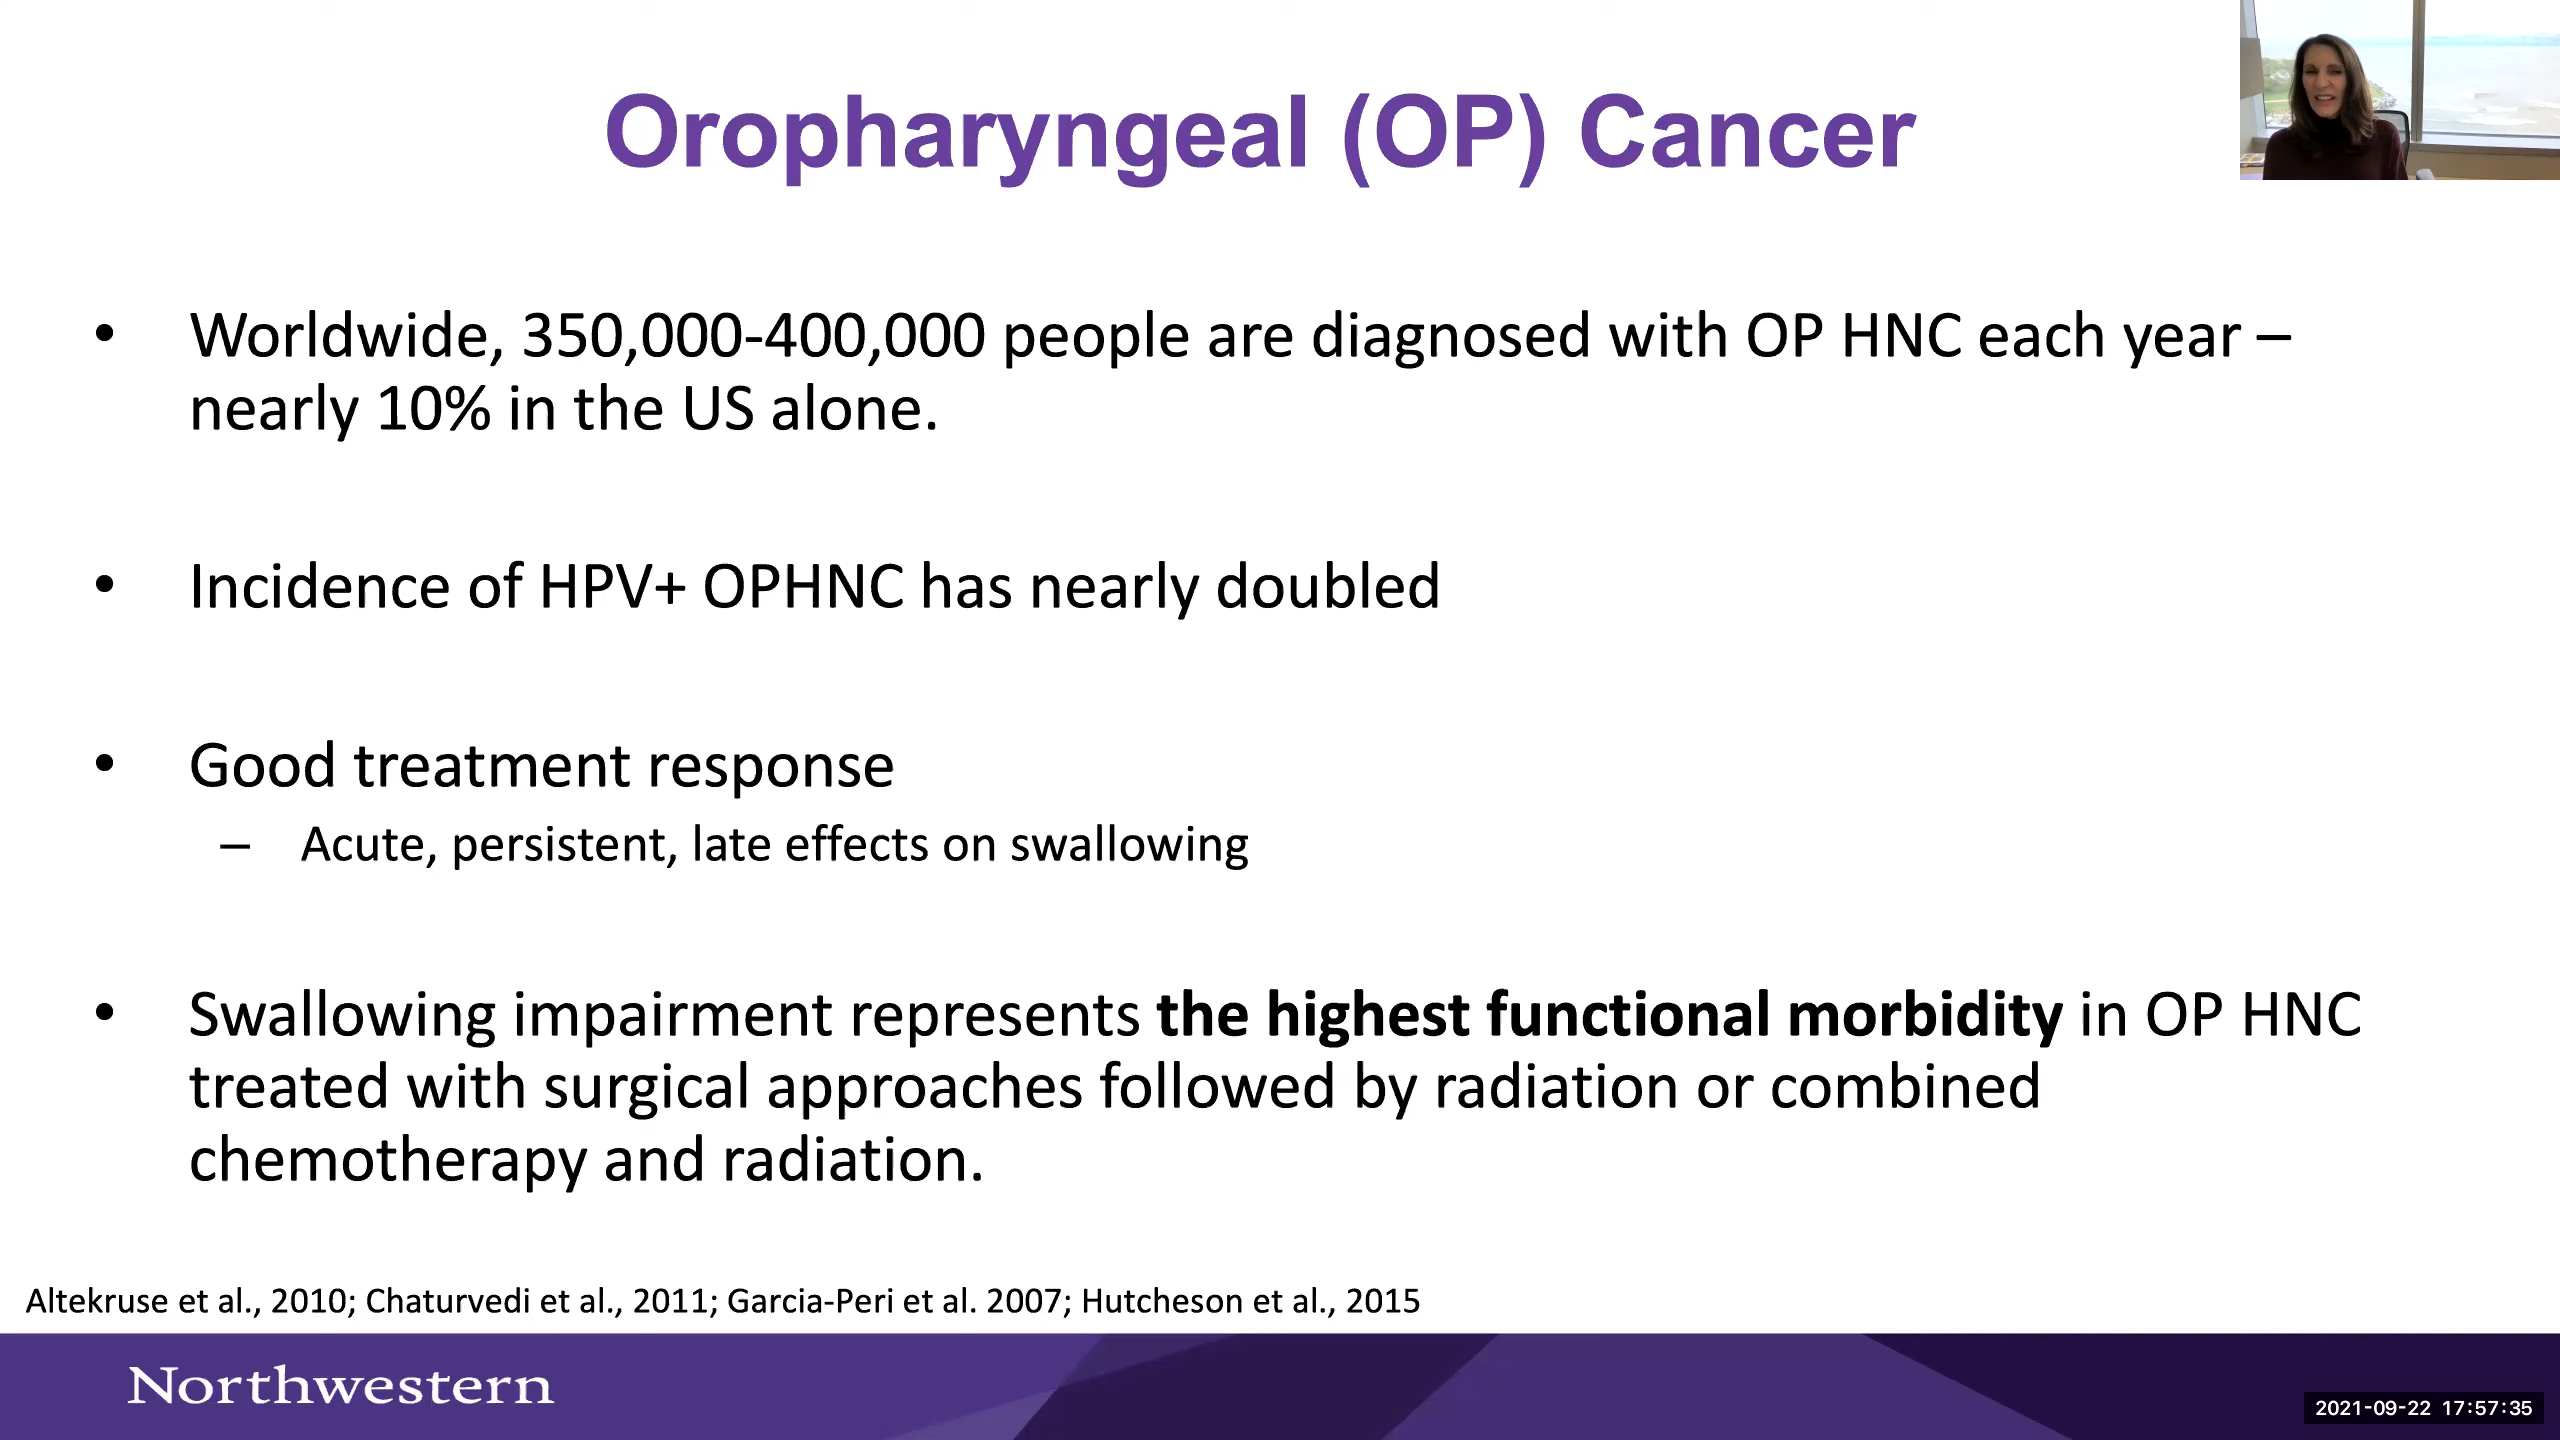 Oropharyngeal (OP) Cancer
• Worldwide, 350,000-400,000 people are diagnosed with OP HNC each year –
nearly 10% in the US alone.
• Incidence of HPV+ OPHNC has nearly doubled
• Good treatment response
– Acute, persistent, late effects on swallowing
• Swallowing impairment represents the highest functional morbidity in OP HNC
treated with surgical approaches followed by radiation or combined
chemotherapy and radiation.
Altekruse et al., 2010; Chaturvedi et al., 2011; Garcia-Peri et al. 2007; Hutcheson et al., 2015
Northwestern
2021-09-22 17:57:35